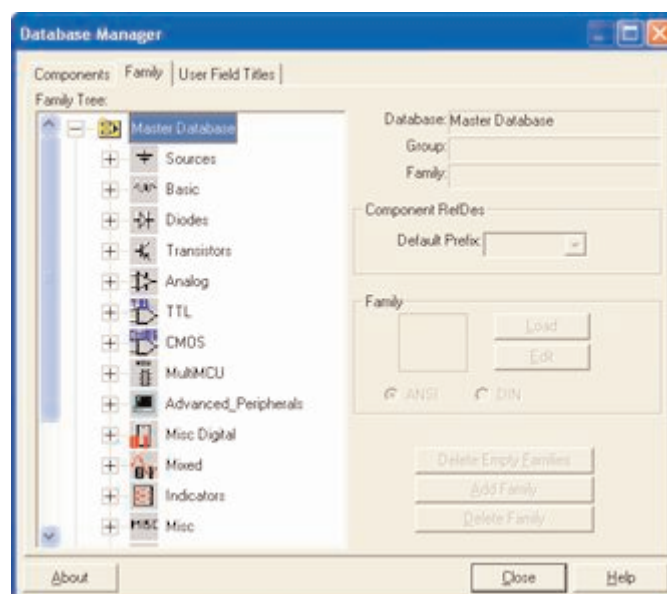 Database Manager
Components
Family
User Field Titles
Family Tree:
Master Database
Sources
Basic
Diodes
Transistors
Analog
TTL
CMOS
MultiMCU
Advanced_Peripherals
Misc Digital
Mixed
Indicators
MISC Misc
Database: Master Database
Group:
Family:
Component RefDes
Default Prefix:
Family
Load
Edit
ANSI
DIN
Delete Empty Families
Add Family
Delete Family
About
Close
Help